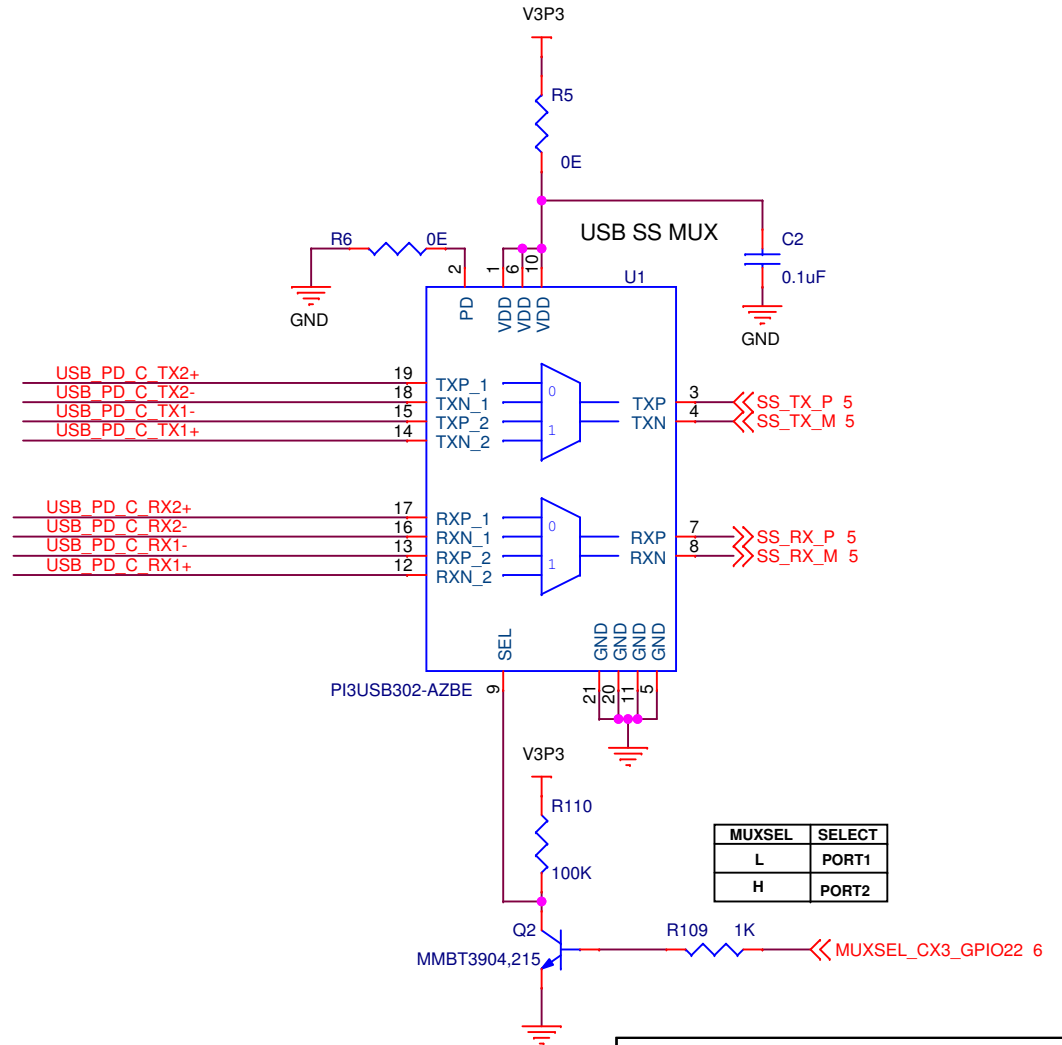 V3P3
R5
0E
USB SS MUX
R6 0E
C2
0.1uF
GND
GND
2 1 6 10
U1
PD VDD VDD VDD
USB_PD_C_TX2+ 19 TXP_1
USB_PD_C_TX2- 18 TXN_1
USB_PD_C_TX1- 15 TXP_2
USB_PD_C_TX1+ 14 TXN_2
0
1
TXP 3 SS_TX_P 5
TXN 4 SS_TX_M 5
USB_PD_C_RX2+ 17 RXP_1
USB_PD_C_RX2- 16 RXN_1
USB_PD_C_RX1- 13 RXP_2
USB_PD_C_RX1+ 12 RXN_2
0
1
RXP 7 SS_RX_P 5
RXN 8 SS_RX_M 5
SEL GND GND GND GND
PI3USB302-AZBE
9 21 20 11 5
V3P3
R110
100K
MUXSEL SELECT
L PORT1
H PORT2
Q2
MMBT3904,215
R109 1K
MUXSEL_CX3_GPIO22 6